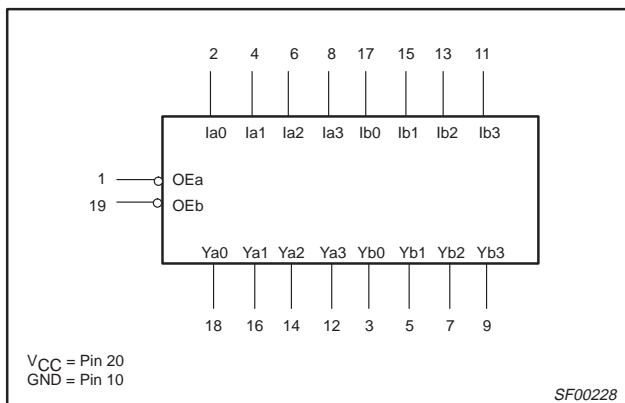 2 4 6 8 17 15 13 11
Ia0 Ia1 Ia2 Ia3 Ib0 Ib1 Ib2 Ib3
1 OEa
19 OEb
Ya0 Ya1 Ya2 Ya3 Yb0 Yb1 Yb2 Yb3
18 16 14 12 3 5 7 9
VCC = Pin 20
GND = Pin 10
SF00228